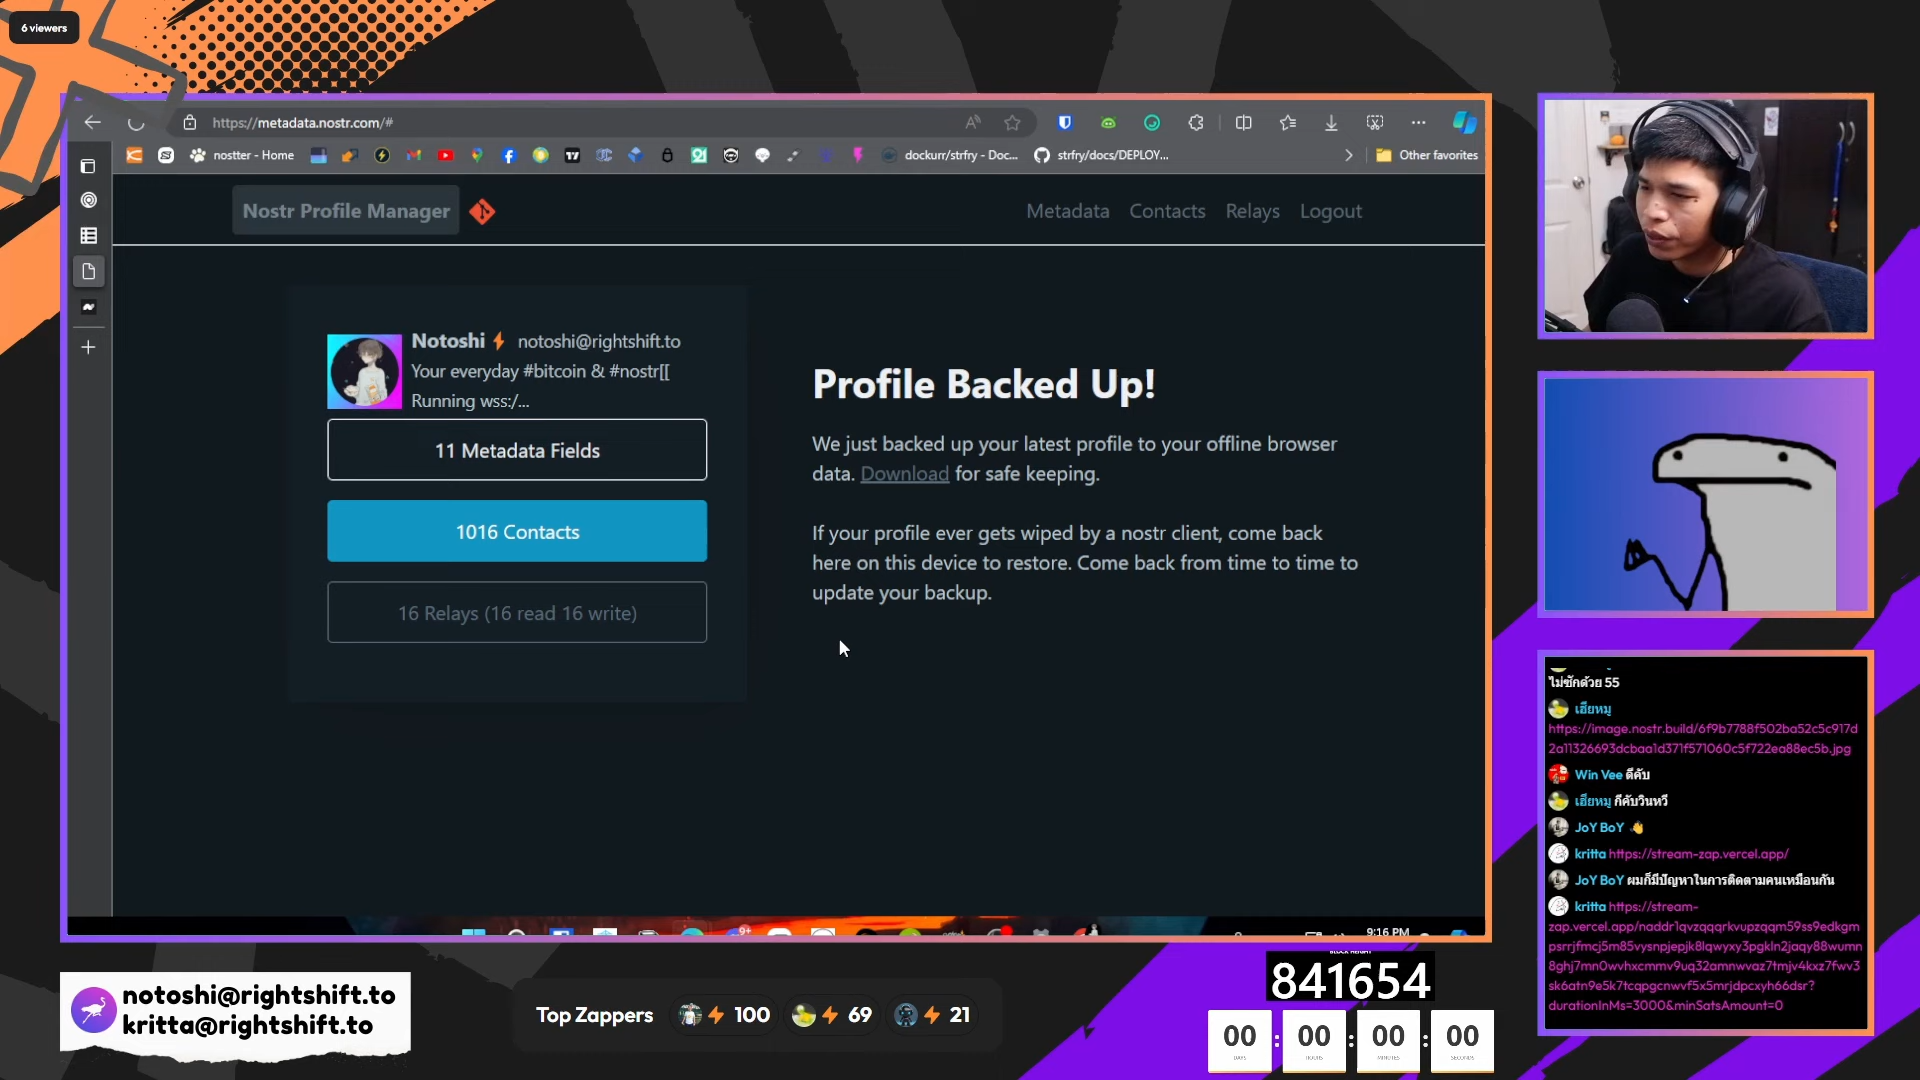 6 viewers
https://metadata.nostr.com/#
nostter - Home
dockurr/strfry - Doc...
strfry/docs/DEPLOY...
Other favorites
Nostr Profile Manager
Metadata Contacts Relays Logout
Notoshi⚡ notoshi@rightshift.to
Your everyday #bitcoin & #nostr[[
Running wss:/...
11 Metadata Fields
1016 Contacts
16 Relays (16 read 16 write)
Profile Backed Up!
We just backed up your latest profile to your offline browser
data. Download for safe keeping.
If your profile ever gets wiped by a nostr client, come back
here on this device to restore. Come back from time to time to
update your backup.
9+
9:16 PM
ไม่ซักด้วย 55
เฮียหมู
https://image.nostr.build/6f9b7788f502ba52c5c917d
2a11326693dcbaa1d371f571060c5f722ea88ec5b.jpg
Win Vee ดีคับ
เฮียหมู กีคับวินหวี
JoY BoY 👏
kritta https://stream-zap.vercel.app/
JoY BoY ผมก็มีปัญหาในการติดตามคนเหมือนกัน
kritta https://stream-
zap.vercel.app/naddr1qvzqqqrkvupzqqm59ss9edkgm
psrrjfmcj5m85vysnpjepjk8lqwyxy3pgkln2jaqy88wumn
8ghj7mn0wvhxcmmv9uq32amnwvaz7tmjv4kxz7fwv3
sk6atn9e5k7tcqpgcnwvf5x5mrjdpcxyh66dsr?
durationInMs=3000&minSatsAmount=0
notoshi@rightshift.to
kritta@rightshift.to
Top Zappers ⚡ 100 ⚡ 69 ⚡ 21
BLOCK HEIGHT
841654
00 : 00 : 00 : 00
DAYS HOURS MINUTES SECONDS